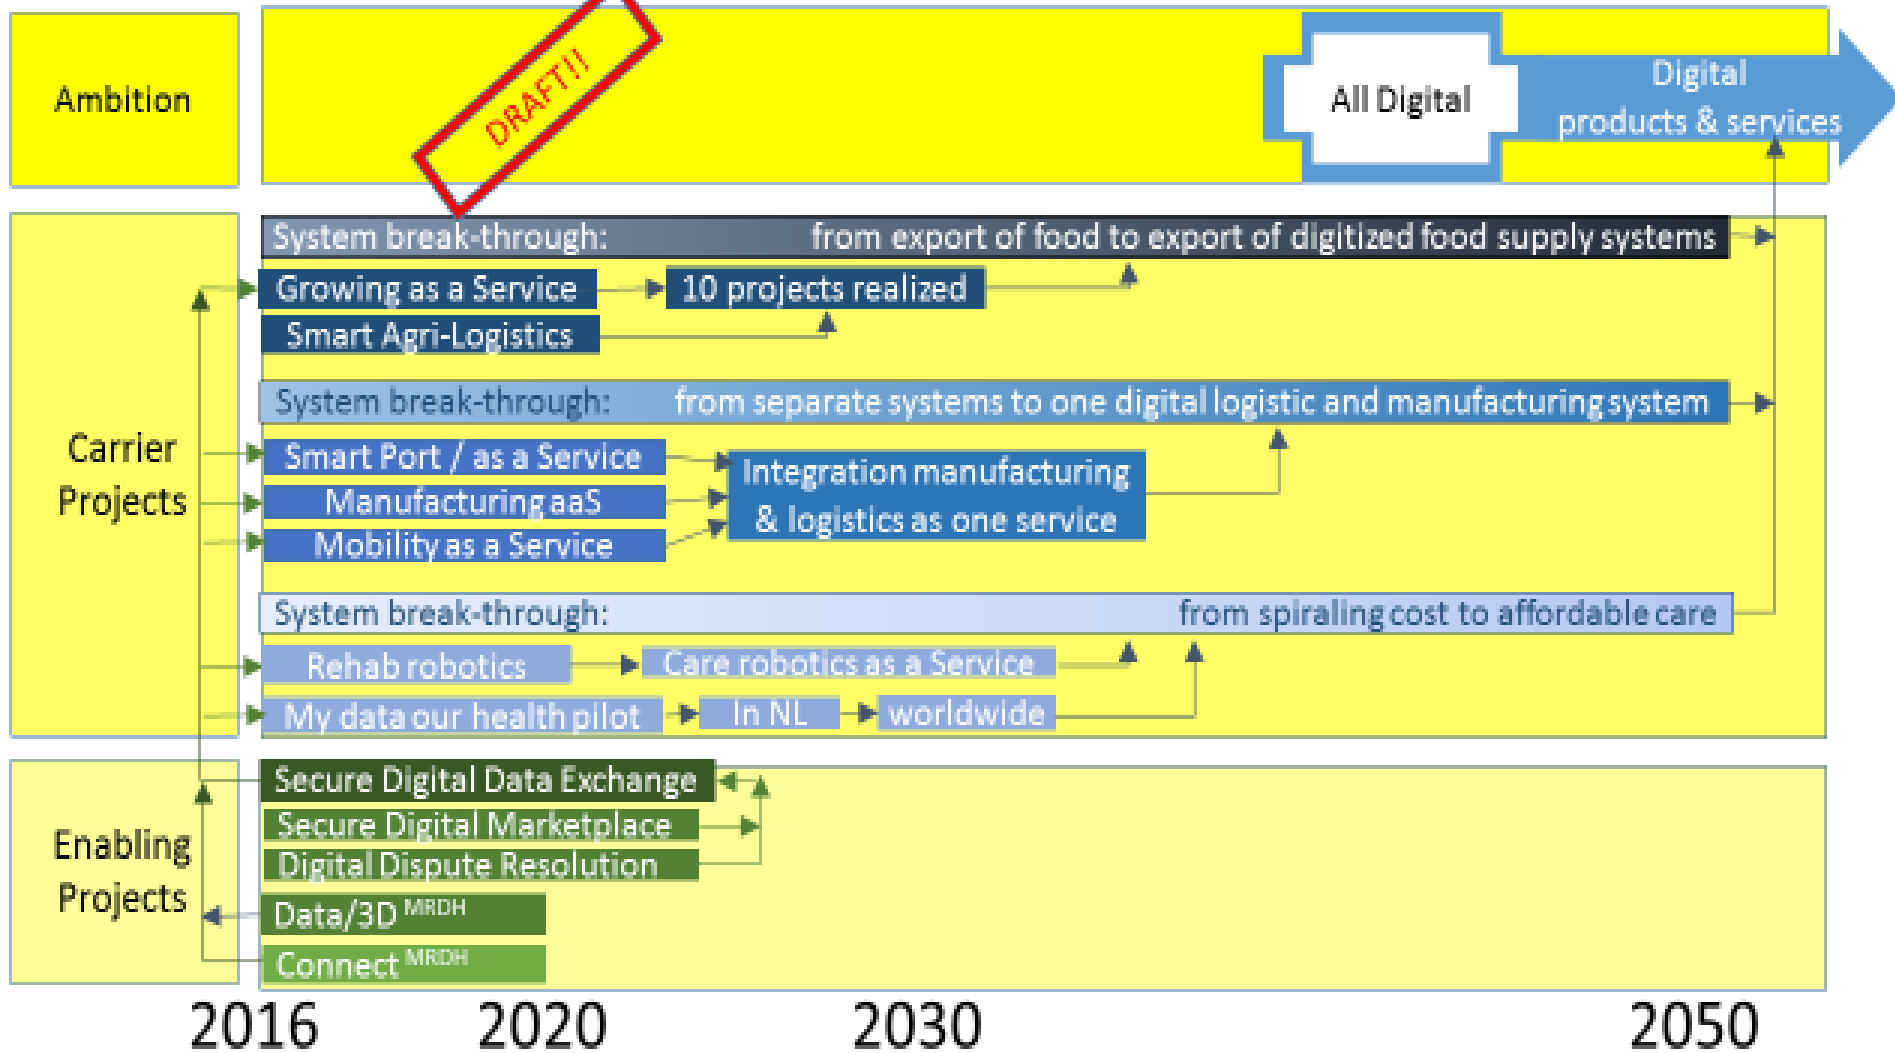 Ambition
DRAFT!!
All Digital
Digital
products & services
Carrier
Projects
System break-through: from export of food to export of digitized food supply systems
Growing as a Service
10 projects realized
Smart Agri-Logistics
System break-through: from separate systems to one digital logistic and manufacturing system
Smart Port / as a Service
Manufacturing aaS
Mobility as a Service
Integration manufacturing
& logistics as one service
System break-through: from spiraling cost to affordable care
Rehab robotics
Care robotics as a Service
My data our health pilot
In NL
worldwide
Enabling
Projects
Secure Digital Data Exchange
Secure Digital Marketplace
Digital Dispute Resolution
Data/3D MRDH
Connect MRDH
2016 2020 2030 2050